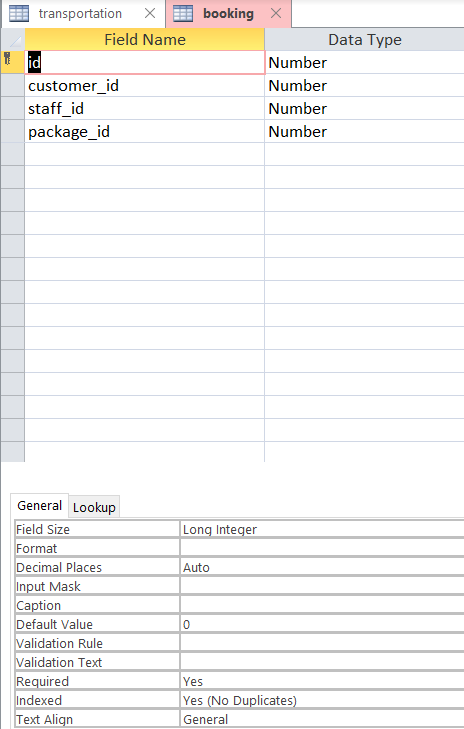 transportation booking
Field Name Data Type
id Number
customer_id Number
staff_id Number
package_id Number
General Lookup
Field Size Long Integer
Format
Decimal Places Auto
Input Mask
Caption
Default Value 0
Validation Rule
Validation Text
Required Yes
Indexed Yes (No Duplicates)
Text Align General